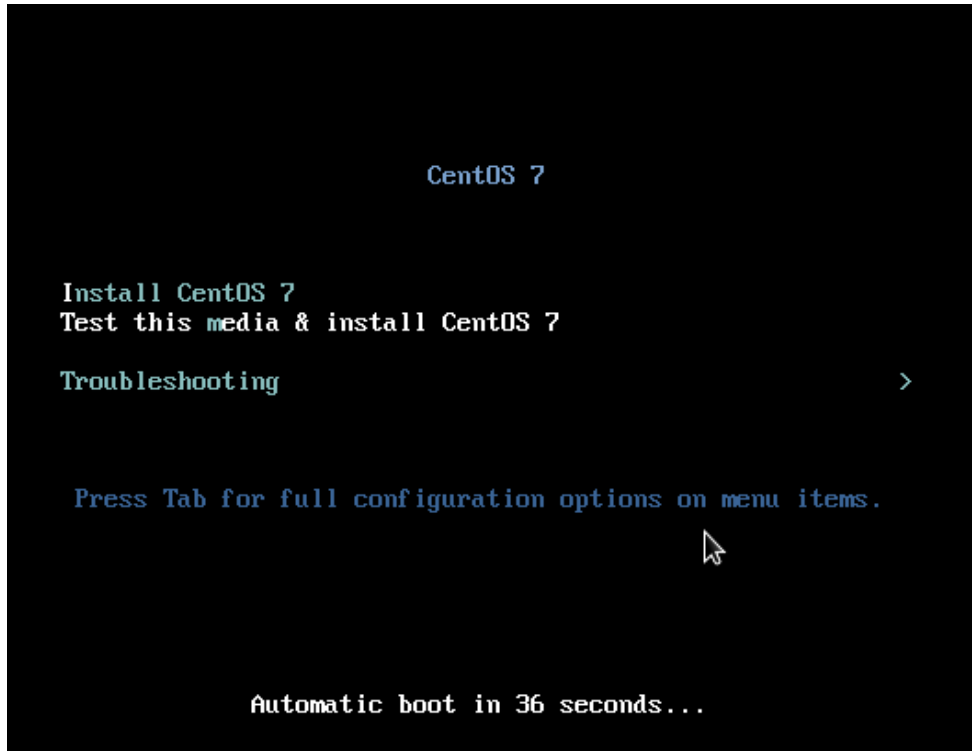 CentOS 7
Install CentOS 7
Test this media & install CentOS 7
Troubleshooting >
Press Tab for full configuration options on menu items.
Automatic boot in 36 seconds...